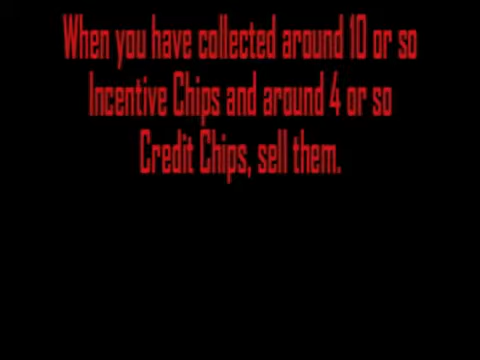 When you have collected around 10 or so
Incentive Chips and around 4 or so
Credit Chips, sell them.